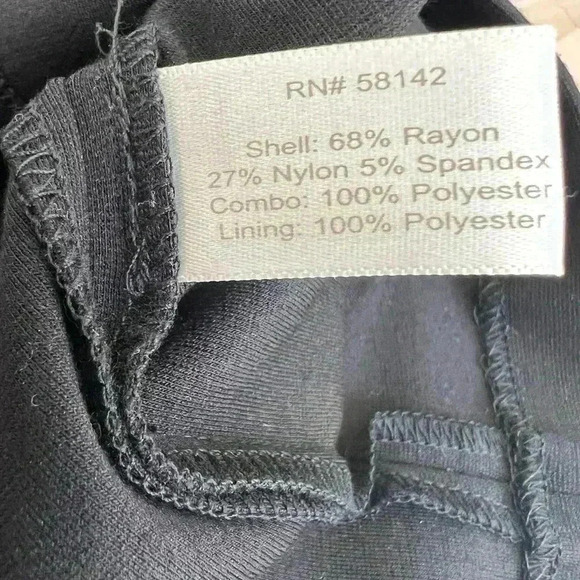 RN# 58142
Shell: 68% Rayon
27% Nylon 5% Spandex
Combo: 100% Polyester
Lining: 100% Polyester